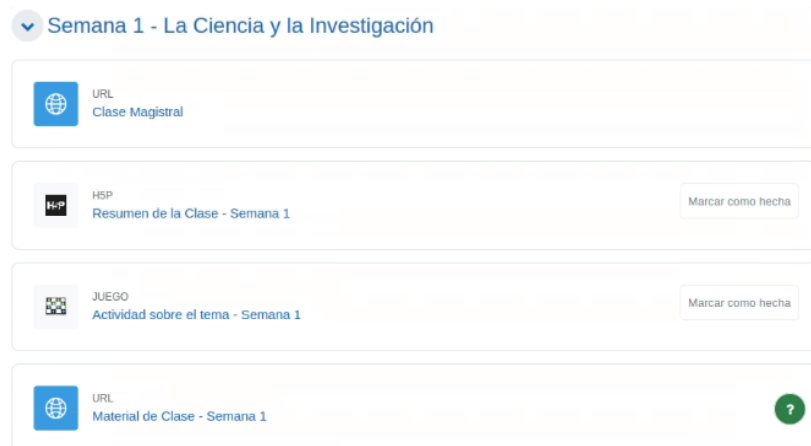 Semana 1 - La Ciencia y la Investigación
URL
Clase Magistral
H5P
H5P
Resumen de la Clase - Semana 1
Marcar como hecha
JUEGO
Actividad sobre el tema - Semana 1
Marcar como hecha
URL
Material de Clase - Semana 1
?